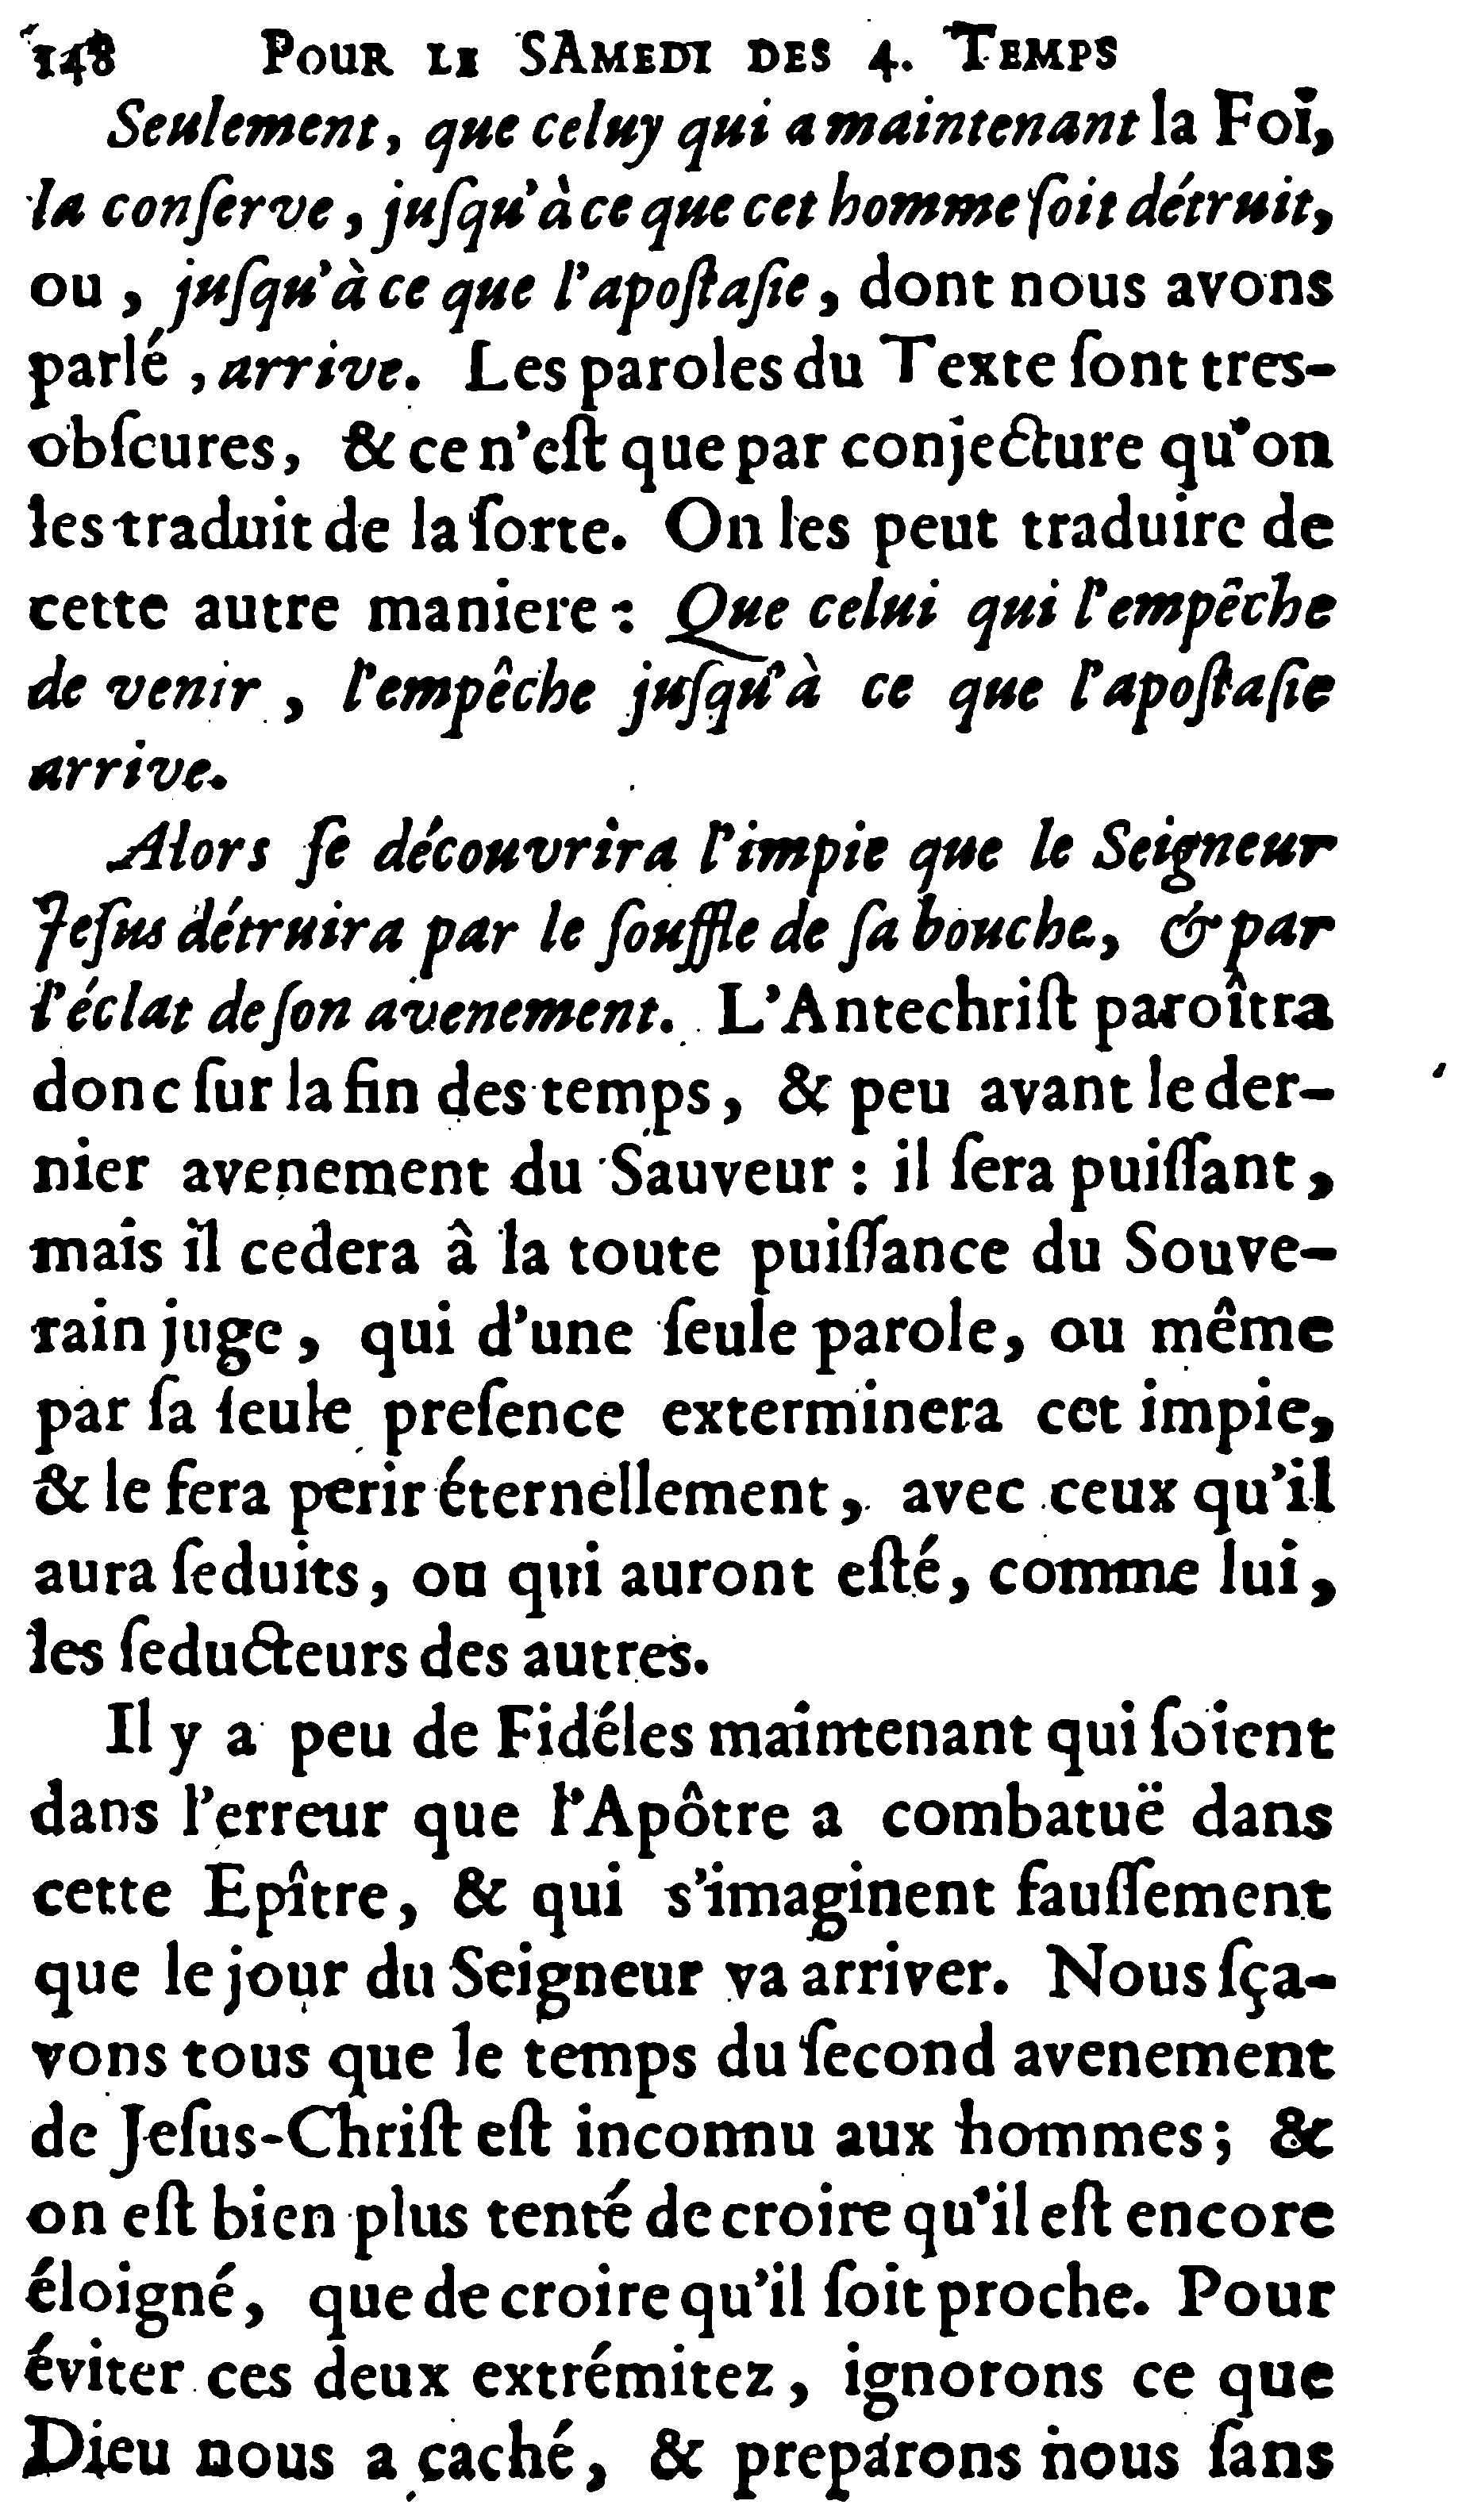 148 POUR LE SAMEDI DES 4. TEMPS
Seulement, que celuy qui a maintenant la Foi,
la conſerve, juſqu'à ce que cet homme ſoit détruit,
ou, juſqu'à ce que l'apoſtaſie, dont nous avons
parlé, arrive. Les paroles du Texte ſont tres-
obſcures, & ce n'eſt que par conjecture qu'on
les traduit de la ſorte. On les peut traduire de
cette autre maniere: Que celui qui l'empêche
de venir, l'empêche juſqu'à ce que l'apoſtaſie
arrive.
Alors ſe découvrira l'impie que le Seigneur
Jeſus détruira par le ſouffle de ſa bouche, & par
l'éclat de ſon avenement. L'Antechriſt paroîtra
donc ſur la fin des temps, & peu avant le der-
nier avenement du Sauveur: il ſera puiſſant,
mais il cedera à la toute puiſſance du Souve-
rain juge, qui d'une ſeule parole, ou même
par ſa ſeule preſence exterminera cet impie,
& le fera perir éternellement, avec ceux qu'il
aura ſeduits, ou qui auront eſté, comme lui,
les ſeducteurs des autres.
Il y a peu de Fidéles maintenant qui ſoient
dans l'erreur que l'Apôtre a combatuë dans
cette Epître, & qui s'imaginent fauſſement
que le jour du Seigneur va arriver. Nous ſça-
vons tous que le temps du ſecond avenement
de Jeſus-Chriſt eſt inconnu aux hommes; &
on eſt bien plus tenté de croire qu'il eſt encore
éloigné, que de croire qu'il ſoit proche. Pour
éviter ces deux extrémitez, ignorons ce que
Dieu nous a caché, & preparons nous ſans